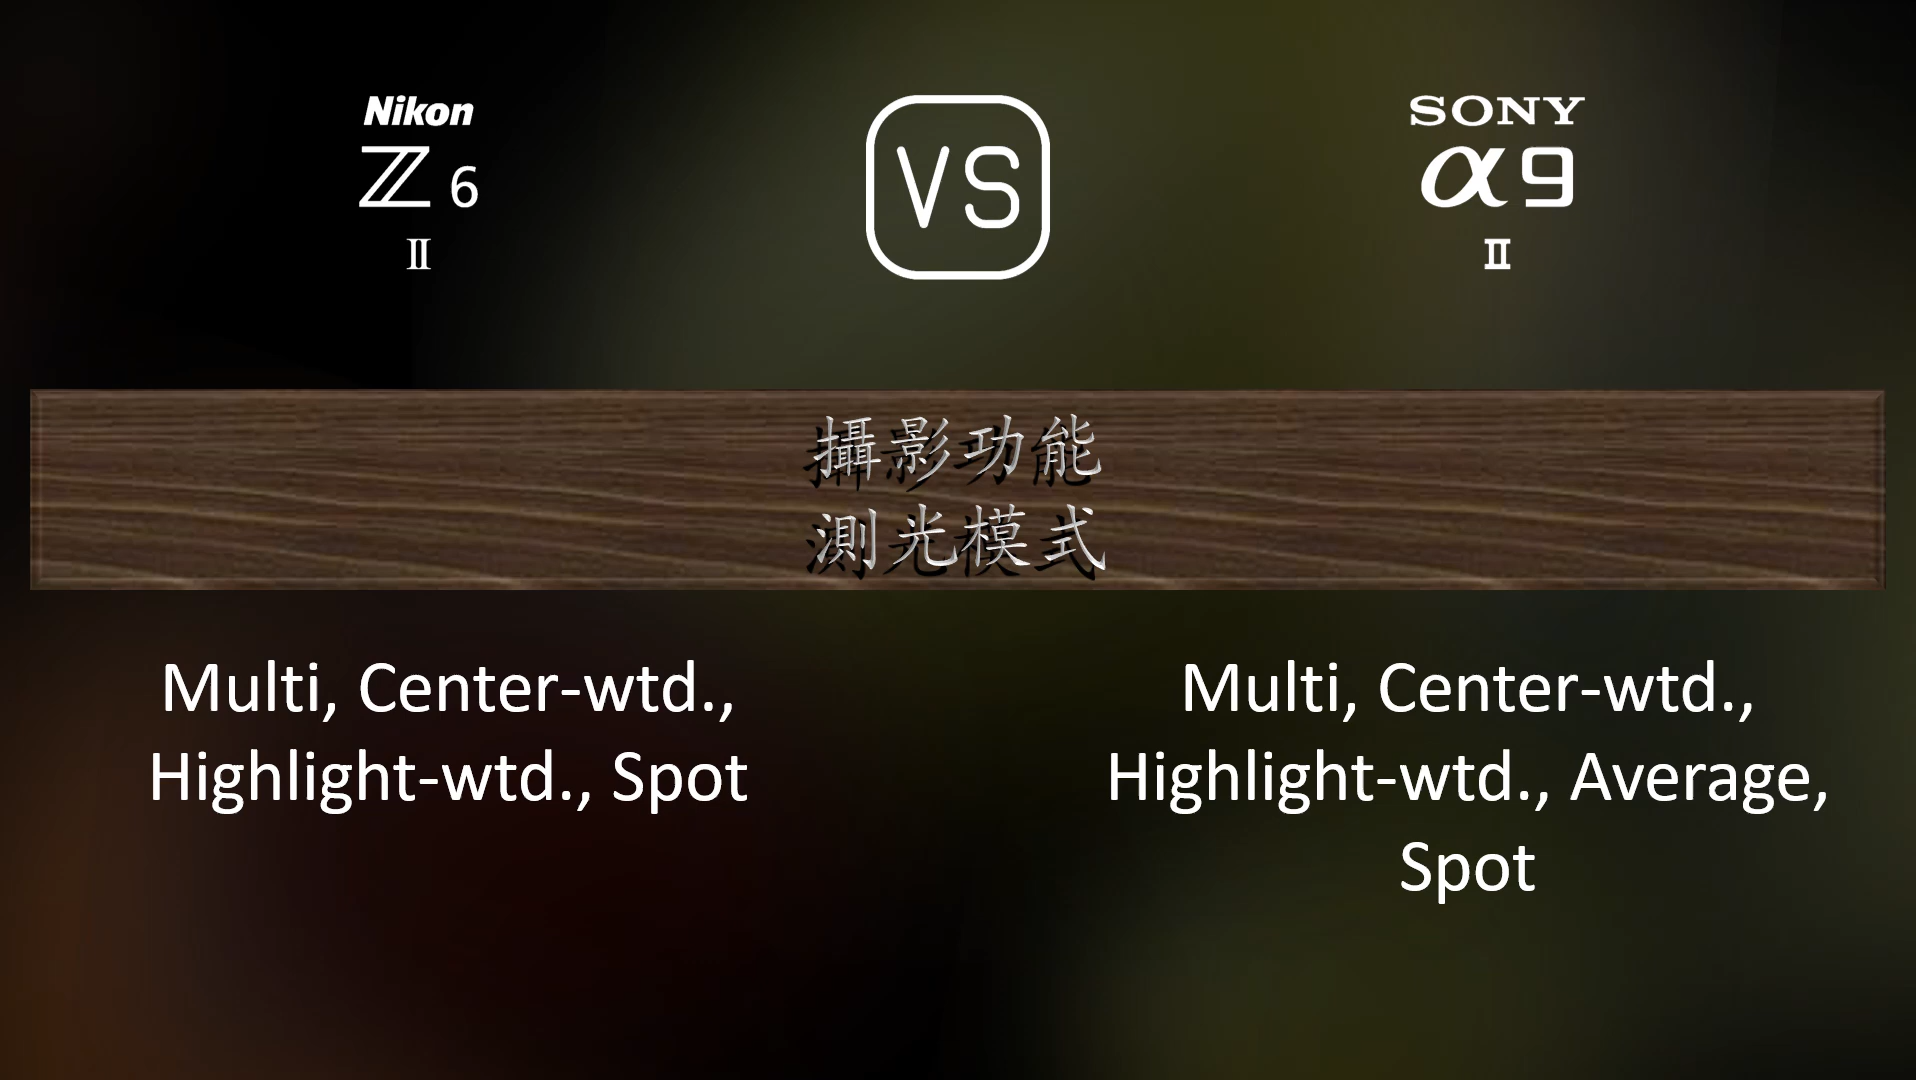 Nikon
Z 6
II
VS
SONY
α9
II
攝影功能
測光模式
Multi, Center-wtd.,
Highlight-wtd., Spot
Multi, Center-wtd.,
Highlight-wtd., Average,
Spot